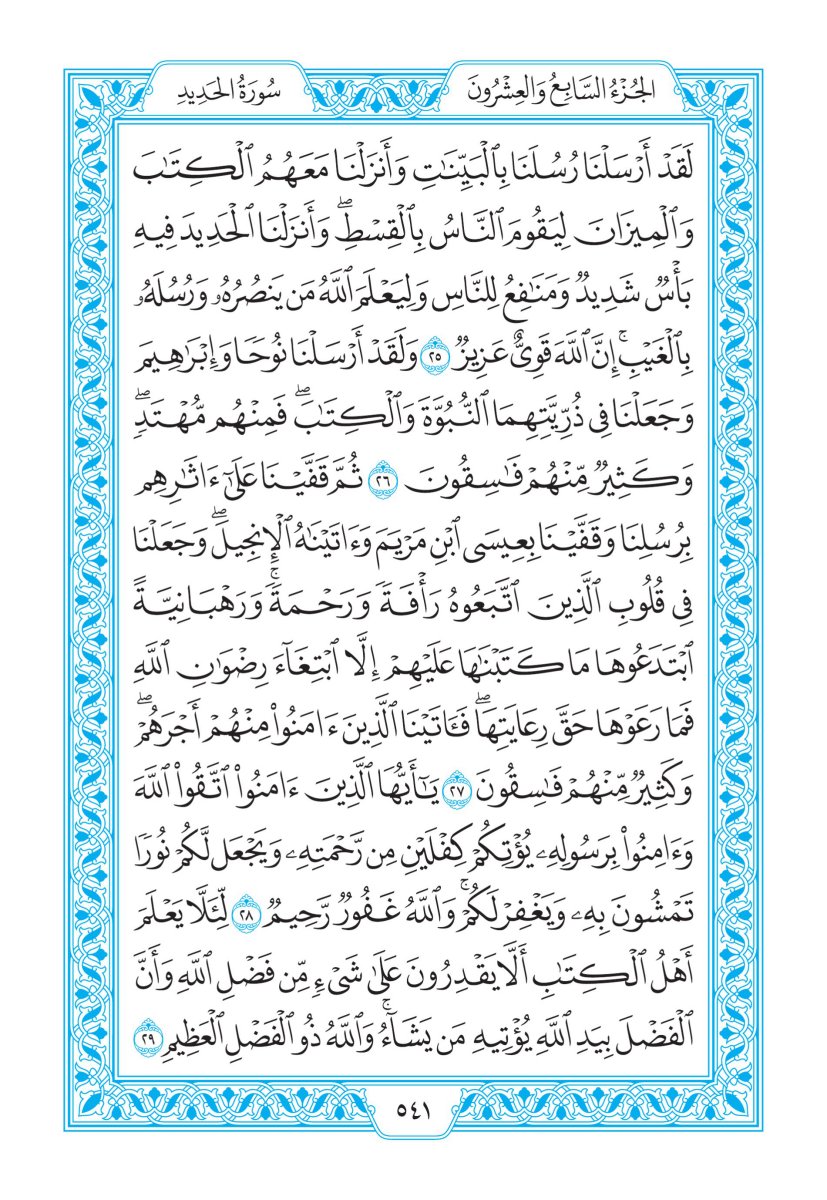 الجُزْءُ السَّابِعُ وَالعِشْرُونَ
سُورَةُ الحَدِيدِ
لَقَدْ أَرْسَلْنَا رُسُلَنَا بِٱلْبَيِّنَٰتِ وَأَنزَلْنَا مَعَهُمُ ٱلْكِتَٰبَ
وَٱلْمِيزَانَ لِيَقُومَ ٱلنَّاسُ بِٱلْقِسْطِۖ وَأَنزَلْنَا ٱلْحَدِيدَ فِيهِ
بَأْسٌ شَدِيدٌ وَمَنَٰفِعُ لِلنَّاسِ وَلِيَعْلَمَ ٱللَّهُ مَن يَنصُرُهُۥ وَرُسُلَهُۥ
بِٱلْغَيْبِۚ إِنَّ ٱللَّهَ قَوِيٌّ عَزِيزٌ ٢٥ وَلَقَدْ أَرْسَلْنَا نُوحًا وَإِبْرَٰهِيمَ
وَجَعَلْنَا فِي ذُرِّيَّتِهِمَا ٱلنُّبُوَّةَ وَٱلْكِتَٰبَۖ فَمِنْهُم مُّهْتَدٍۖ
وَكَثِيرٌ مِّنْهُمْ فَٰسِقُونَ ٢٦ ثُمَّ قَفَّيْنَا عَلَىٰٓ ءَاثَٰرِهِم
بِرُسُلِنَا وَقَفَّيْنَا بِعِيسَى ٱبْنِ مَرْيَمَ وَءَاتَيْنَٰهُ ٱلْإِنجِيلَۖ وَجَعَلْنَا
فِي قُلُوبِ ٱلَّذِينَ ٱتَّبَعُوهُ رَأْفَةً وَرَحْمَةًۚ وَرَهْبَانِيَّةً
ٱبْتَدَعُوهَا مَا كَتَبْنَٰهَا عَلَيْهِمْ إِلَّا ٱبْتِغَآءَ رِضْوَٰنِ ٱللَّهِ
فَمَا رَعَوْهَا حَقَّ رِعَايَتِهَاۖ فَـَٔاتَيْنَا ٱلَّذِينَ ءَامَنُوا۟ مِنْهُمْ أَجْرَهُمْۖ
وَكَثِيرٌ مِّنْهُمْ فَٰسِقُونَ ٢٧ يَٰٓأَيُّهَا ٱلَّذِينَ ءَامَنُوا۟ ٱتَّقُوا۟ ٱللَّهَ
وَءَامِنُوا۟ بِرَسُولِهِۦ يُؤْتِكُمْ كِفْلَيْنِ مِن رَّحْمَتِهِۦ وَيَجْعَل لَّكُمْ نُورًا
تَمْشُونَ بِهِۦ وَيَغْفِرْ لَكُمْۚ وَٱللَّهُ غَفُورٌ رَّحِيمٌ ٢٨ لِّئَلَّا يَعْلَمَ
أَهْلُ ٱلْكِتَٰبِ أَلَّا يَقْدِرُونَ عَلَىٰ شَيْءٍ مِّن فَضْلِ ٱللَّهِ وَأَنَّ
ٱلْفَضْلَ بِيَدِ ٱللَّهِ يُؤْتِيهِ مَن يَشَآءُۚ وَٱللَّهُ ذُو ٱلْفَضْلِ ٱلْعَظِيمِ ٢٩
٥٤١